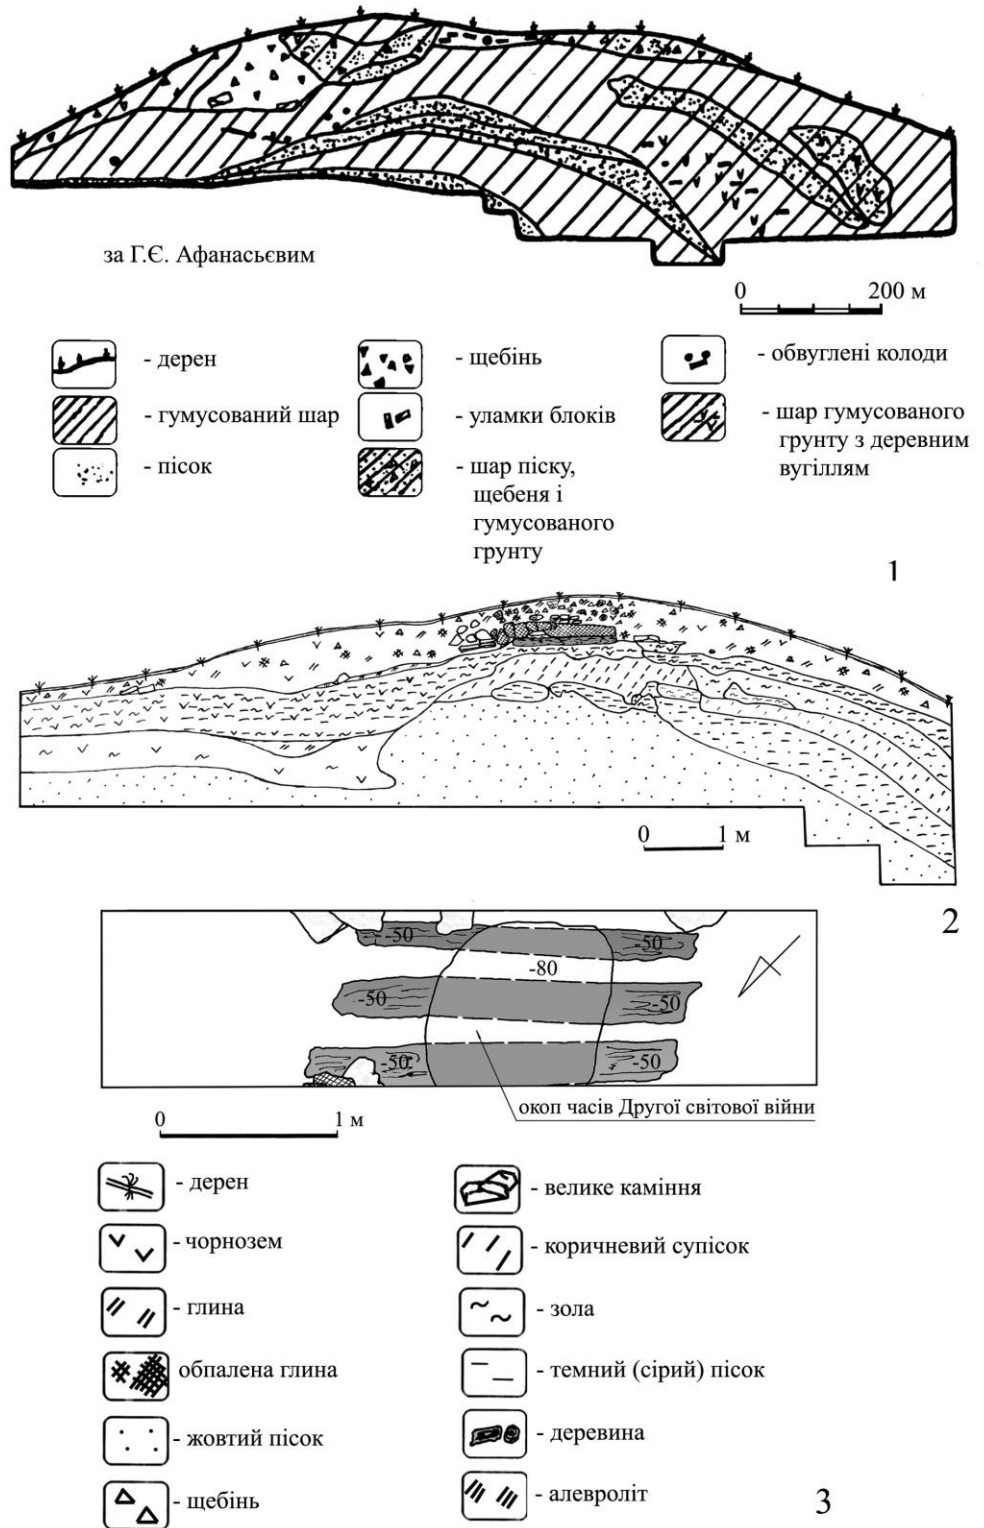 за Г.Є. Афанасьєвим
0 200 м
- дерен
- гумусований шар
- пісок
- щебінь
- уламки блоків
- шар піску,
щебеня і
гумусованого
грунту
- обвуглені колоди
- шар гумусованого
грунту з деревним
вугіллям
1
0 1 м
2
-50 -50
-80
-50 -50
-50 -50
окоп часів Другої світової війни
0 1 м
- дерен
- чорнозем
- глина
обпалена глина
- жовтий пісок
- щебінь
- велике каміння
- коричневий супісок
- зола
- темний (сірий) пісок
- деревина
- алевроліт
3